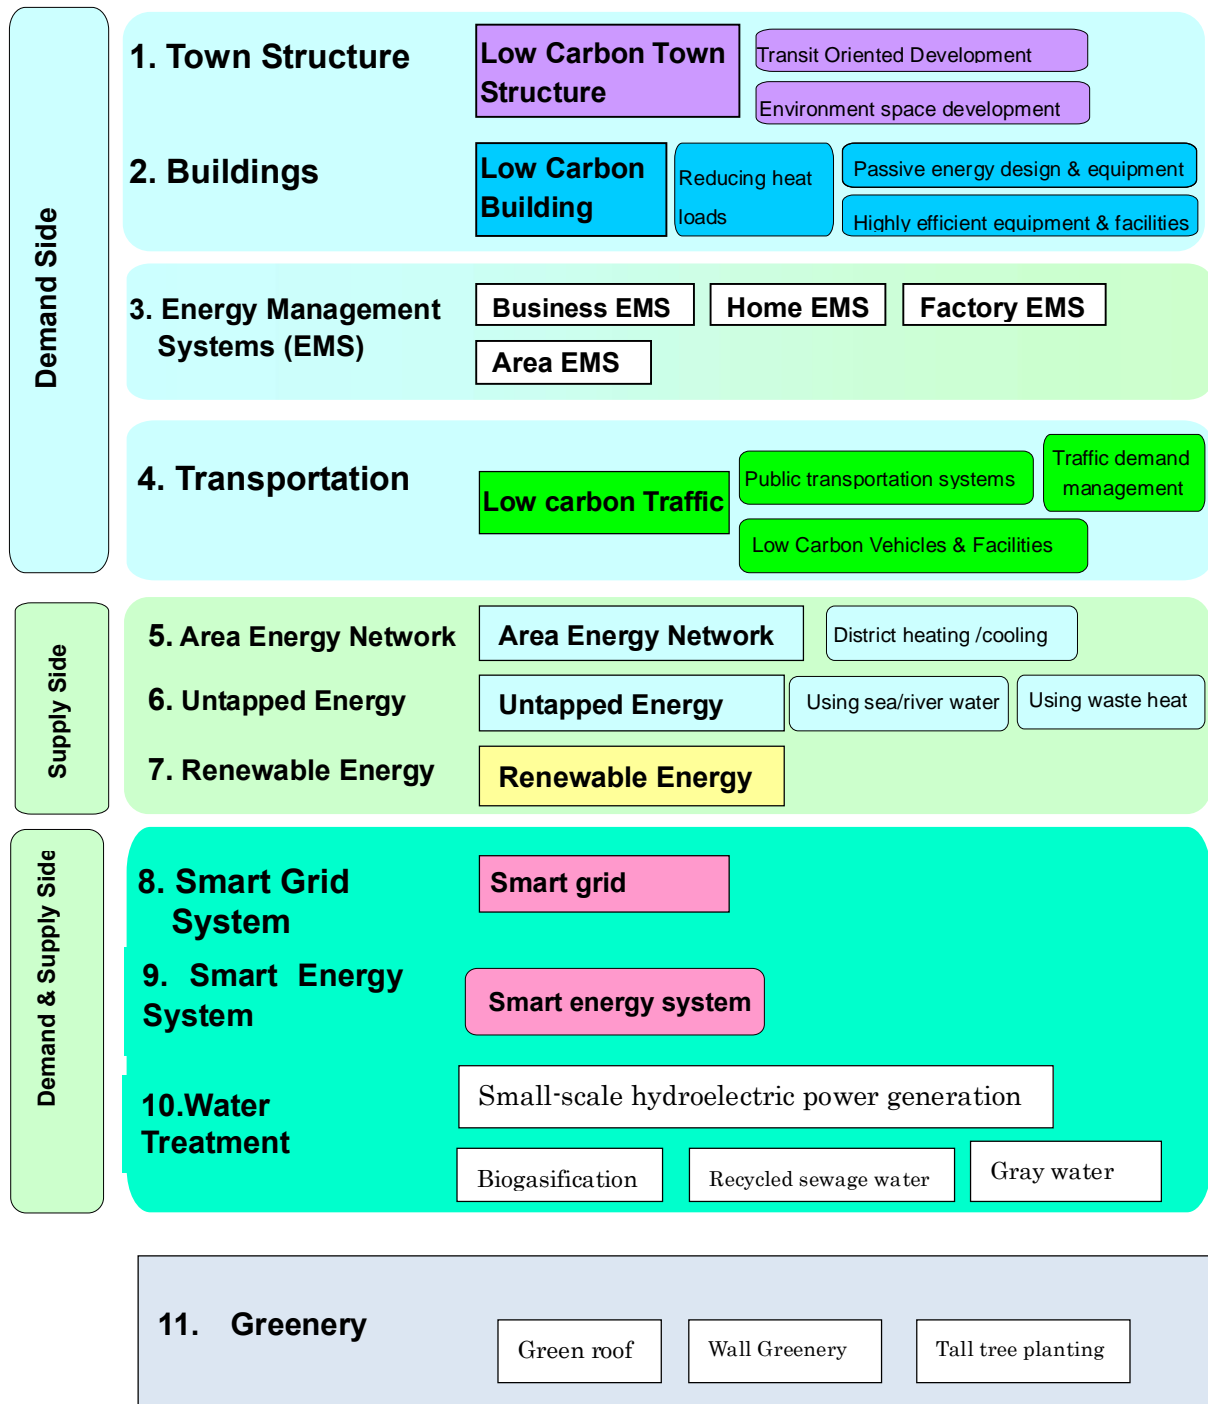 Demand Side
1. Town Structure
Low Carbon Town
Structure
Transit Oriented Development
Environment space development
2. Buildings
Low Carbon
Building
Reducing heat
loads
Passive energy design & equipment
Highly efficient equipment & facilities
3. Energy Management
Systems (EMS)
Business EMS
Home EMS
Factory EMS
Area EMS
4. Transportation
Low carbon Traffic
Public transportation systems
Traffic demand
management
Low Carbon Vehicles & Facilities
Supply Side
5. Area Energy Network
Area Energy Network
District heating /cooling
6. Untapped Energy
Untapped Energy
Using sea/river water
Using waste heat
7. Renewable Energy
Renewable Energy
Demand & Supply Side
8. Smart Grid
System
Smart grid
9. Smart Energy
System
Smart energy system
10.Water
Treatment
Small-scale hydroelectric power generation
Biogasification
Recycled sewage water
Gray water
11. Greenery
Green roof
Wall Greenery
Tall tree planting